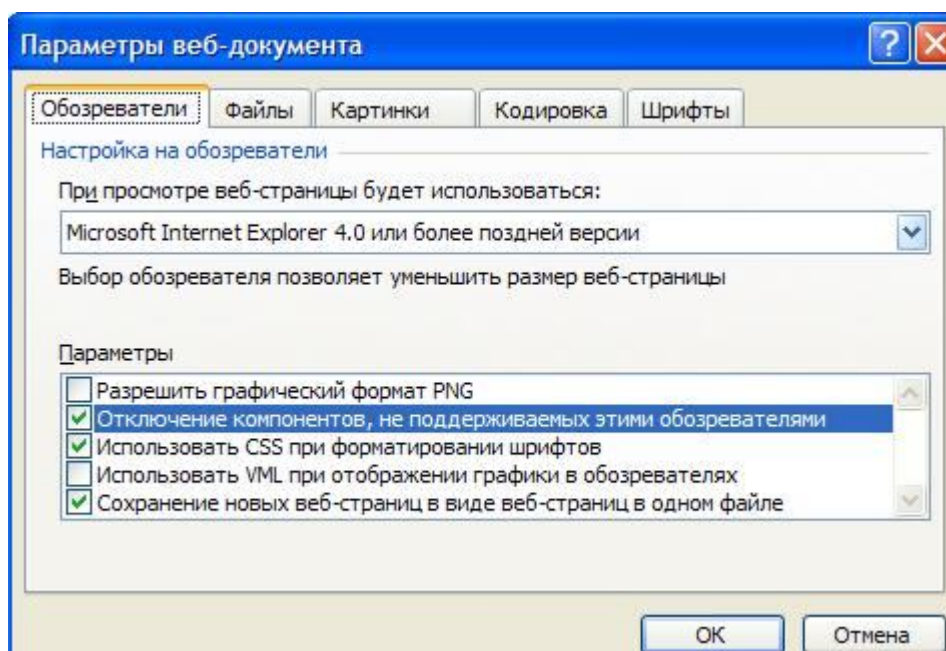 Параметры веб-документа
Обозреватели Файлы Картинки Кодировка Шрифты
Настройка на обозреватели
При просмотре веб-страницы будет использоваться:
Microsoft Internet Explorer 4.0 или более поздней версии
Выбор обозревателя позволяет уменьшить размер веб-страницы
Параметры
Разрешить графический формат PNG
Отключение компонентов, не поддерживаемых этими обозревателями
Использовать CSS при форматировании шрифтов
Использовать VML при отображении графики в обозревателях
Сохранение новых веб-страниц в виде веб-страниц в одном файле
ОК Отмена